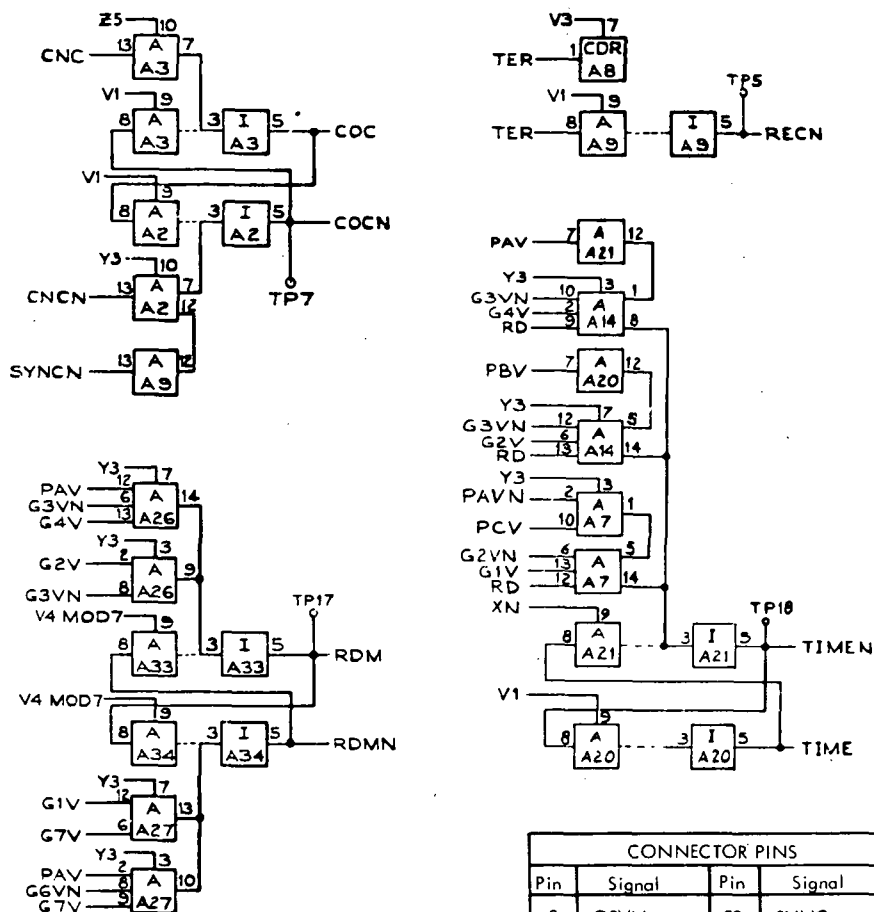 Z5
10
CNC 13 A A3 7
V1
9
8 A A3 3 I A3 5 COC
V1
9
8 A A2 3 I A2 5 COCN
Y3
10
CNCN 13 A A2 7
12
TP7
SYNCN 13 A A9 12
Y3
7
PAV 12
G3VN 6 A A26 14
G4V 13
Y3
3
G2V 2 A A26 9
G3VN 8
TP17
V4 MOD7
9
8 A A33 3 I A33 5 RDM
V4 MOD7
9
8 A A34 3 I A34 5 RDMN
Y3
7
G1V 12 A A27 13
G7V 6
Y3
3
PAV 2
G6VN 8 A A27 10
G7V 5
V3
7
TER 1 CDR A8
TP5
V1
9
TER 8 A A9 I A9 5 RECN
PAV 7 A A21 12
Y3
3
G3VN 10 1
G4V 2 A A14
RD 9 8
PBV 7 A A20 12
Y3
7
G3VN 12 5
G2V 6 A A14
RD 13 14
Y3
3
PAVN 2 A A7 1
PCV 10
G2VN 6 5
G1V 13 A A7
RD 12 14
XN
9
TP18
8 A A21 3 I A21 5 TIMEN
V1
9
8 A A20 3 I A20 5 TIME
CONNECTOR PINS
Pin Signal Pin Signal